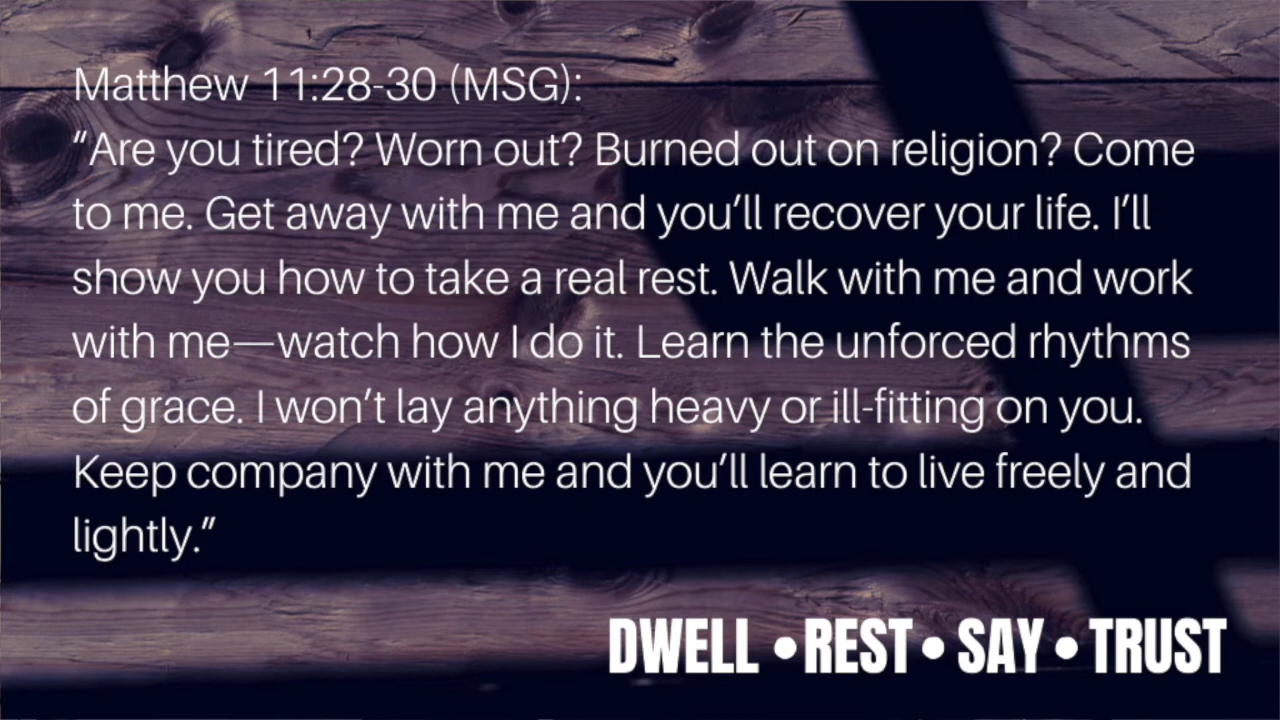 Matthew 11:28-30 (MSG):
“Are you tired? Worn out? Burned out on religion? Come
to me. Get away with me and you’ll recover your life. I’ll
show you how to take a real rest. Walk with me and work
with me—watch how I do it. Learn the unforced rhythms
of grace. I won’t lay anything heavy or ill-fitting on you.
Keep company with me and you’ll learn to live freely and
lightly.”
DWELL • REST • SAY • TRUST